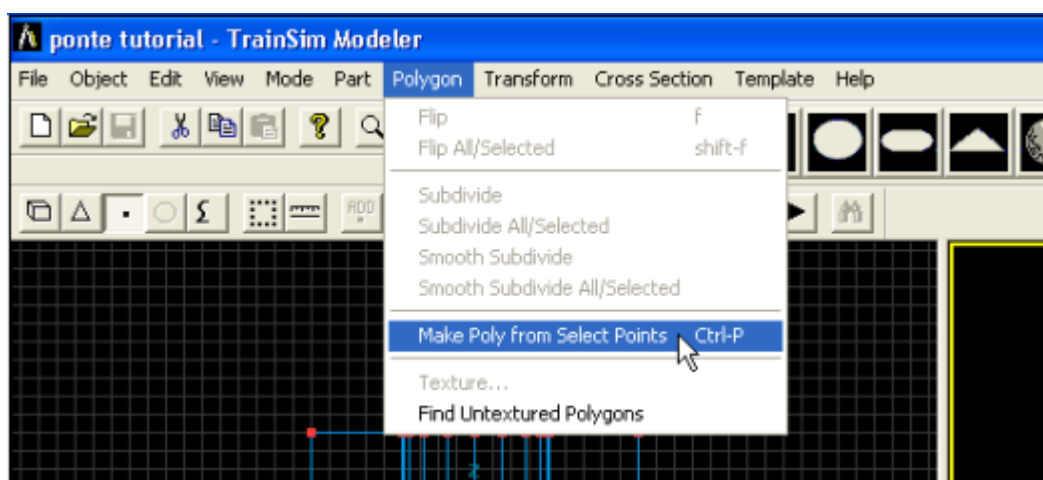 ponte tutorial - TrainSim Modeler
File Object Edit View Mode Part Polygon Transform Cross Section Template Help
Flip f
Flip All/Selected shift-f
ADD
Subdivide
Subdivide All/Selected
Smooth Subdivide
Smooth Subdivide All/Selected
Make Poly from Select Points Ctrl-P
Texture...
Find Untextured Polygons
z